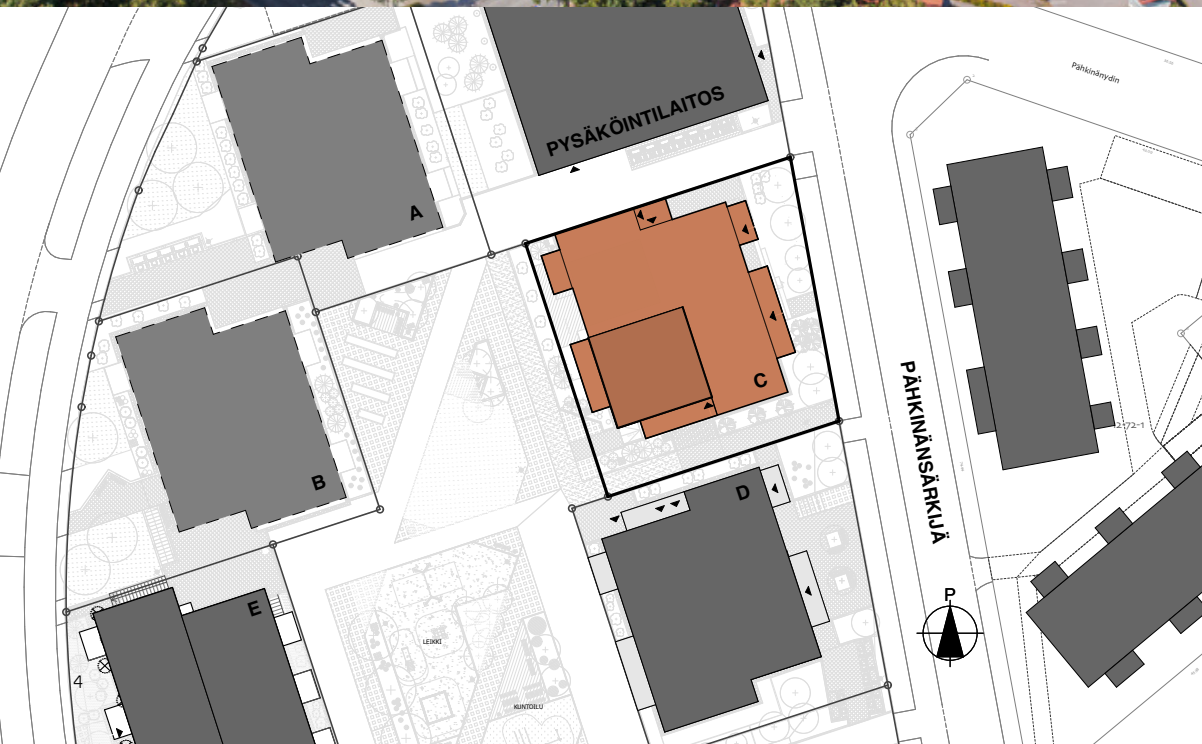 Pähkinänydin
PYSÄKÖINTILAITOS
A
C
PÄHKINÄNSÄRKIJÄ
B
D
E
P
LEIKKI
KUNTOILU
4